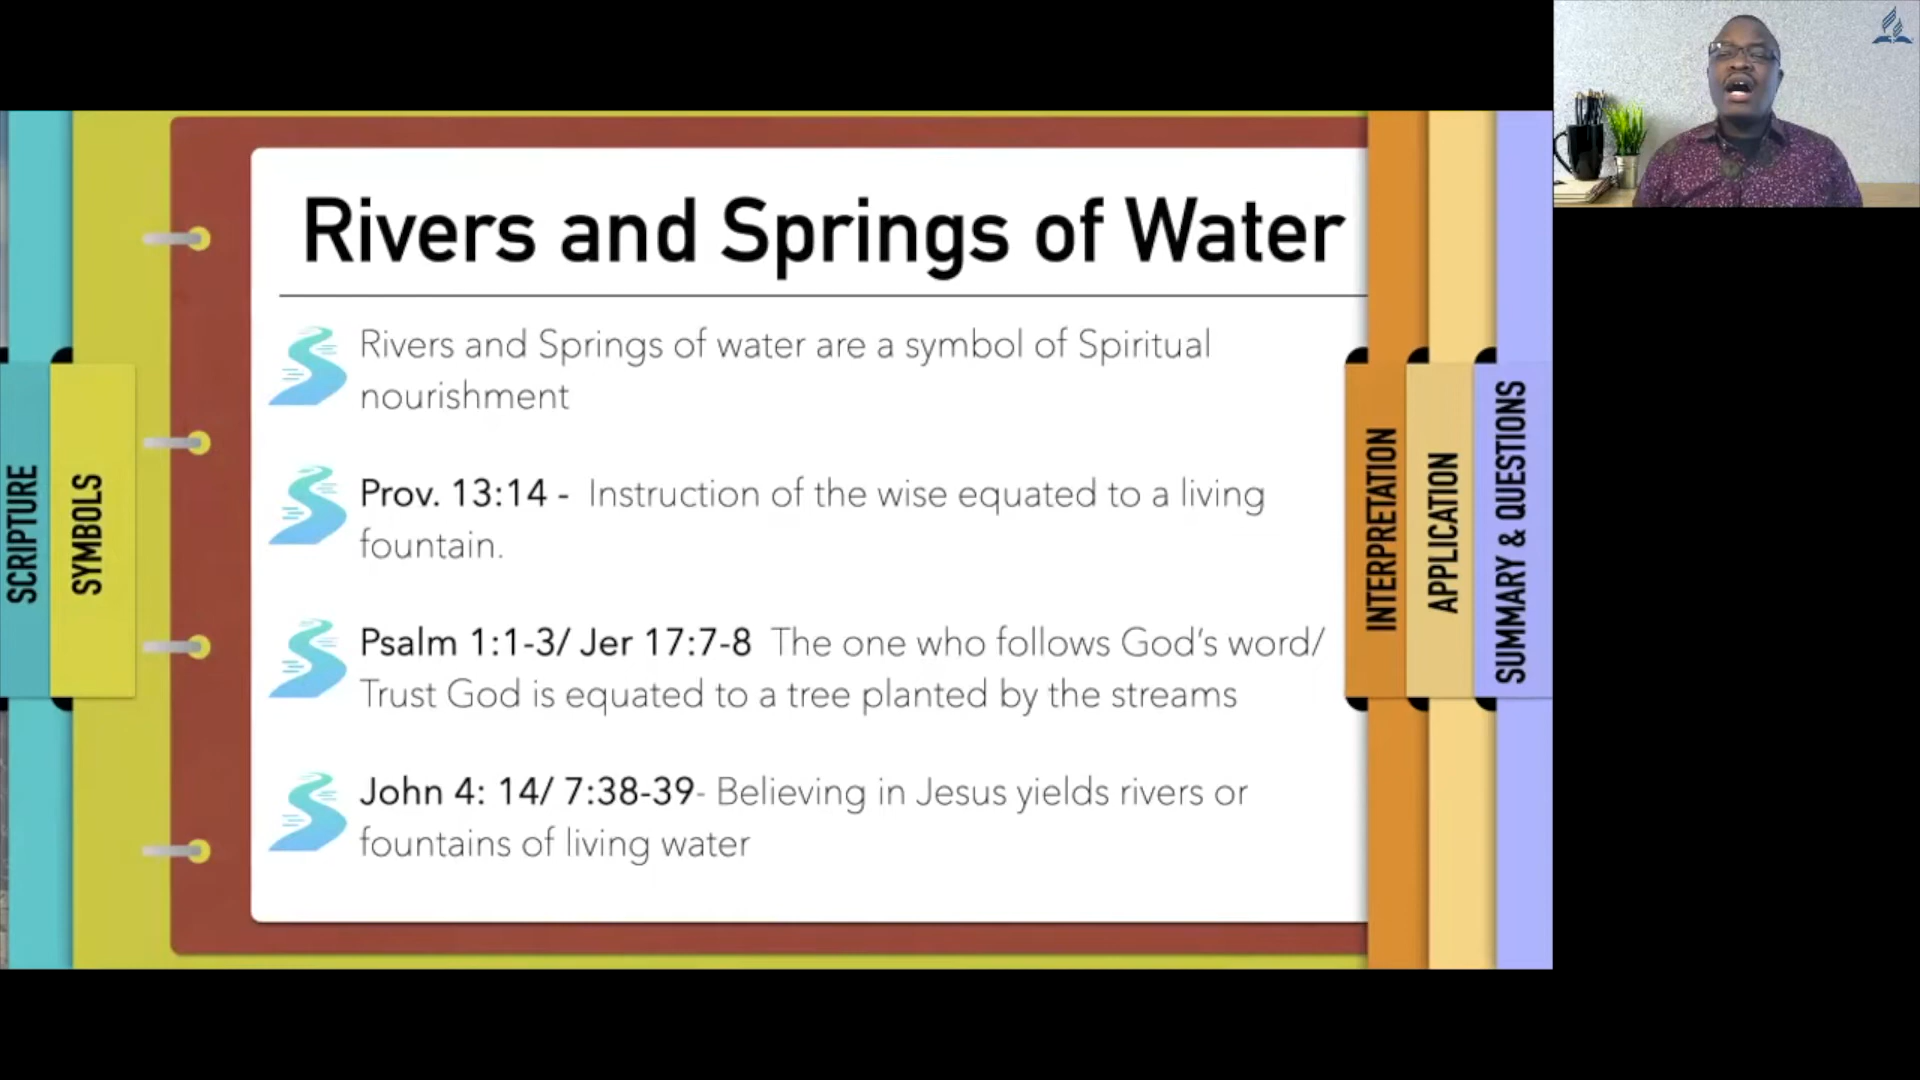 Rivers and Springs of Water
Rivers and Springs of water are a symbol of Spiritual
nourishment
Prov. 13:14 - Instruction of the wise equated to a living
fountain.
Psalm 1:1-3/ Jer 17:7-8 The one who follows God's word/
Trust God is equated to a tree planted by the streams
John 4: 14/ 7:38-39- Believing in Jesus yields rivers or
fountains of living water
SCRIPTURE
SYMBOLS
INTERPRETATION
APPLICATION
SUMMARY & QUESTIONS